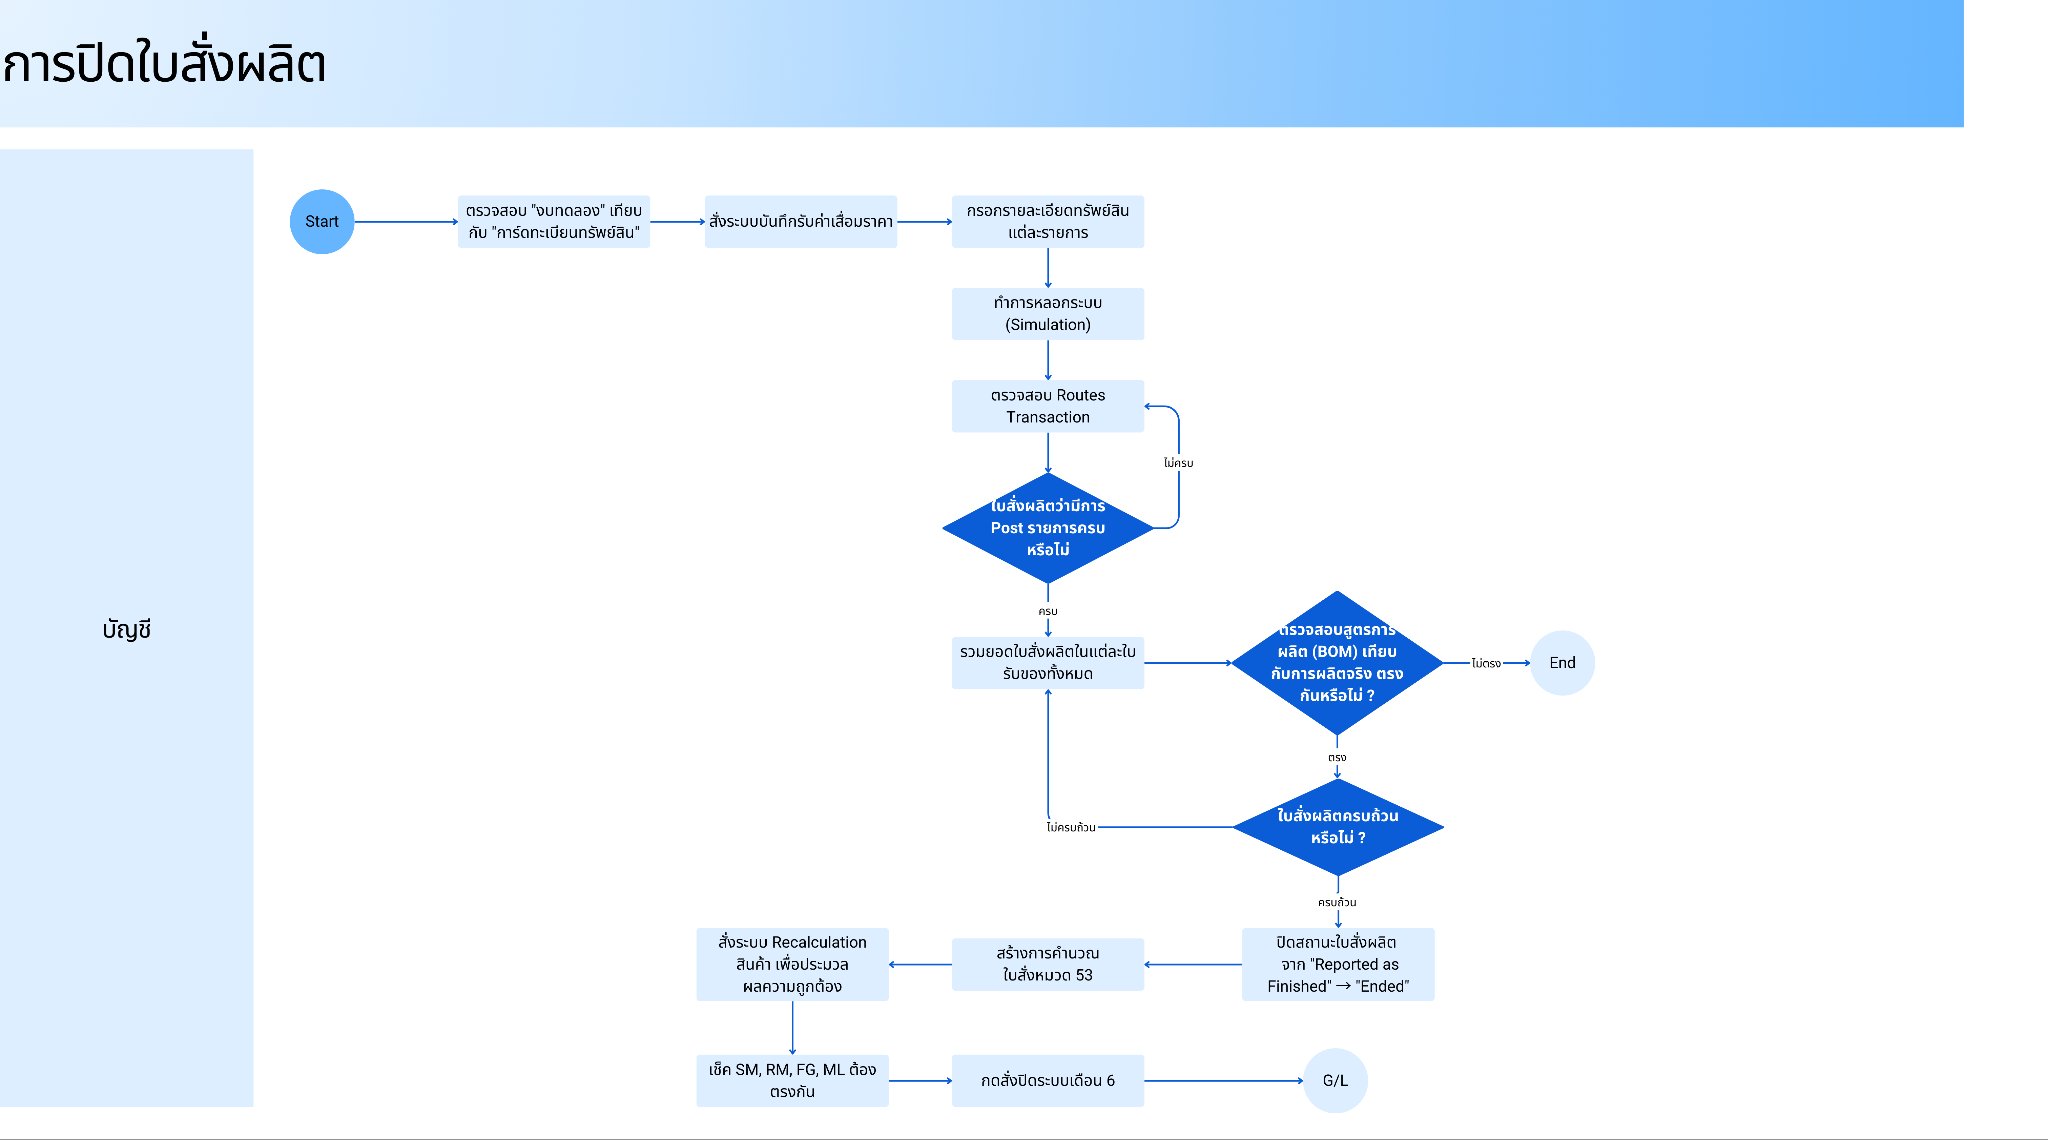 การปิดใบสั่งผลิต
บัญชี
Start
ตรวจสอบ "งบทดลอง" เทียบ
กับ "การ์ดทะเบียนทรัพย์สิน"
สั่งระบบบันทึกรับค่าเสื่อมราคา
กรอกรายละเอียดทรัพย์สิน
แต่ละรายการ
ทำการหลอกระบบ
(Simulation)
ตรวจสอบ Routes
Transaction
ไม่ครบ
ใบสั่งผลิตว่ามีการ
Post รายการครบ
หรือไม่
ครบ
รวมยอดใบสั่งผลิตในแต่ละใบ
รับของทั้งหมด
ตรวจสอบสูตรการ
ผลิต (BOM) เทียบ
กับการผลิตจริง ตรง
กันหรือไม่ ?
ไม่ตรง
End
ตรง
ใบสั่งผลิตครบถ้วน
หรือไม่ ?
ไม่ครบถ้วน
ครบถ้วน
ปิดสถานะใบสั่งผลิต
จาก "Reported as
Finished" → "Ended"
สร้างการคำนวณ
ใบสั่งหมวด 53
สั่งระบบ Recalculation
สินค้า เพื่อประมวล
ผลความถูกต้อง
เช็ค SM, RM, FG, ML ต้อง
ตรงกัน
กดสั่งปิดระบบเดือน 6
G/L